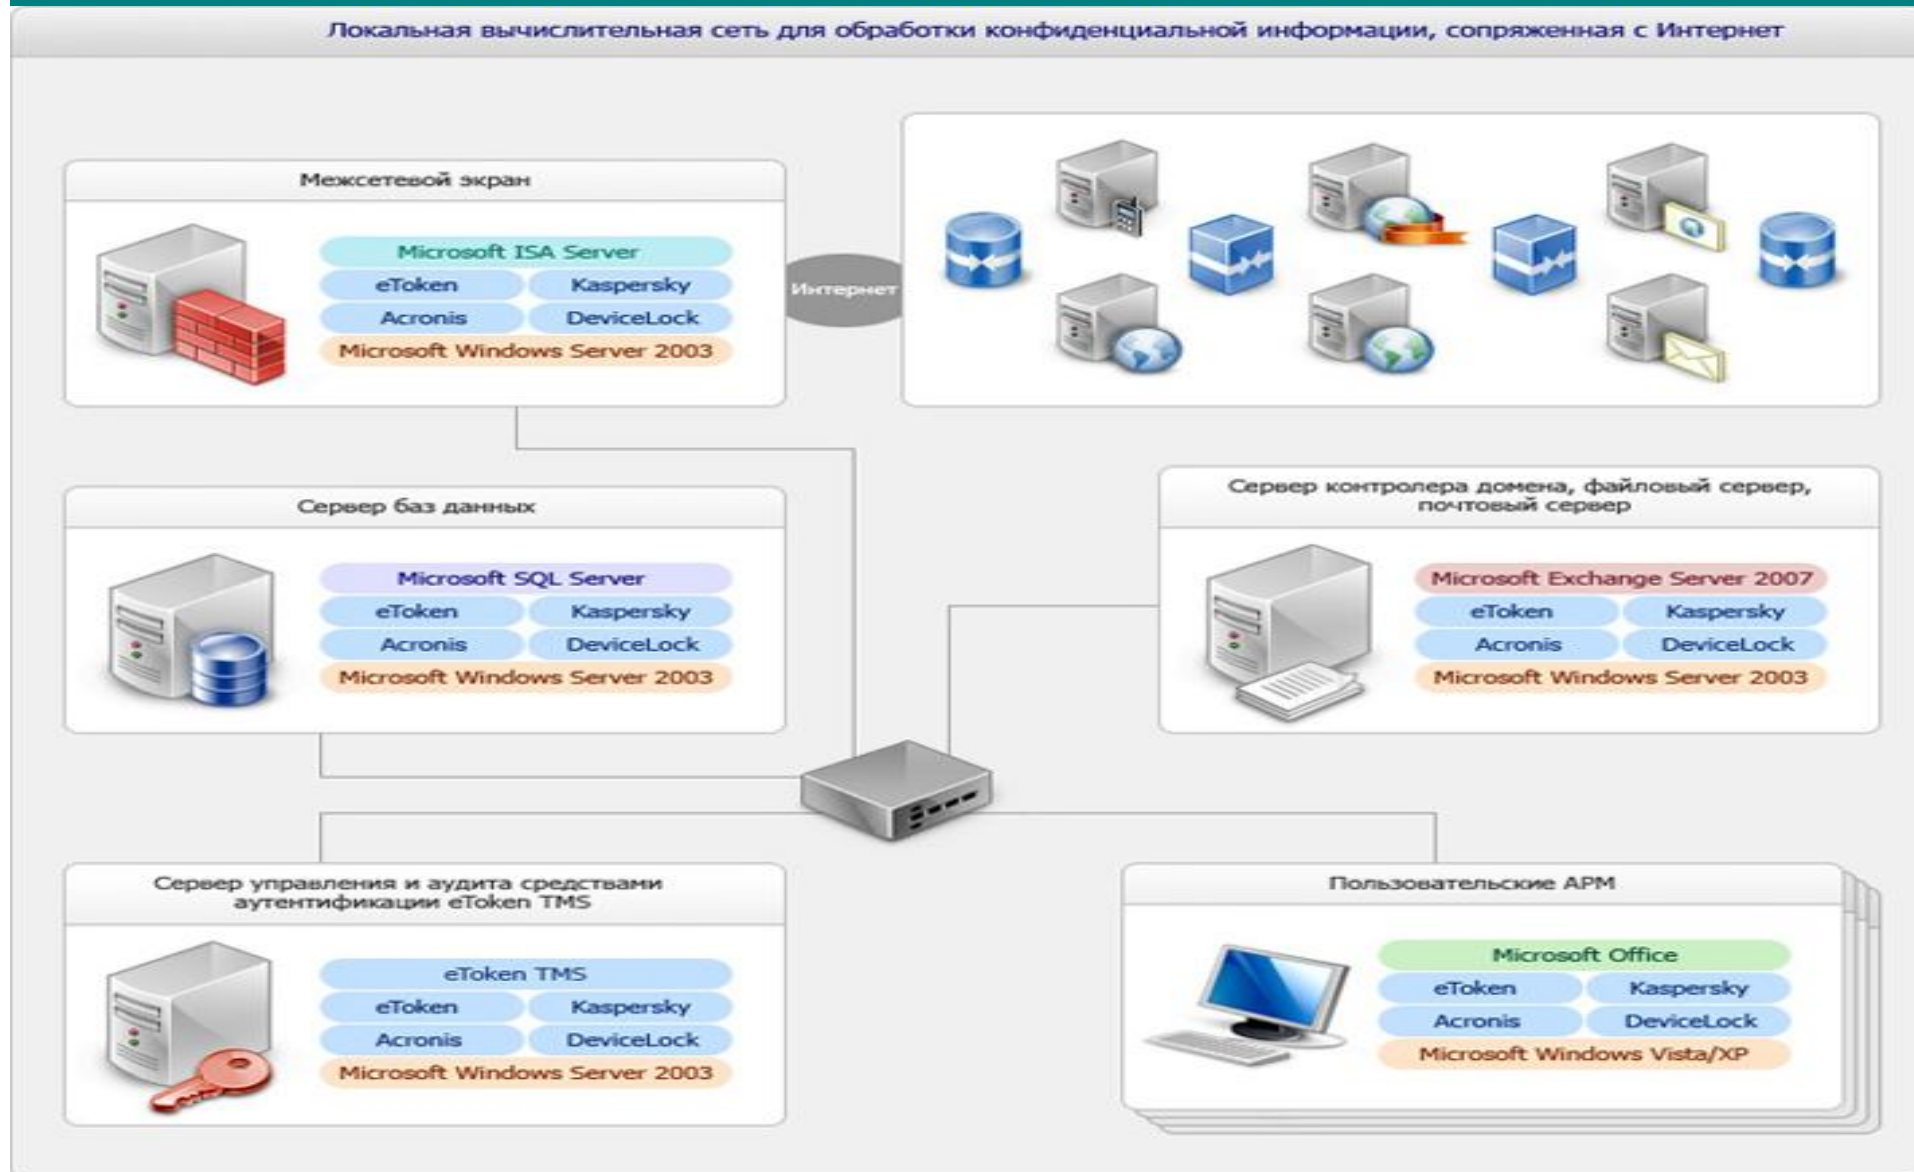 Локальная вычислительная сеть для обработки конфиденциальной информации, сопряженная с Интернет
Межсетевой экран
Microsoft ISA Server
eToken Kaspersky
Acronis DeviceLock
Microsoft Windows Server 2003
Интернет
Сервер баз данных
Microsoft SQL Server
eToken Kaspersky
Acronis DeviceLock
Microsoft Windows Server 2003
Сервер контролера домена, файловый сервер,
почтовый сервер
Microsoft Exchange Server 2007
eToken Kaspersky
Acronis DeviceLock
Microsoft Windows Server 2003
Сервер управления и аудита средствами
аутентификации eToken TMS
eToken TMS
eToken Kaspersky
Acronis DeviceLock
Microsoft Windows Server 2003
Пользовательские АРМ
Microsoft Office
eToken Kaspersky
Acronis DeviceLock
Microsoft Windows Vista/XP